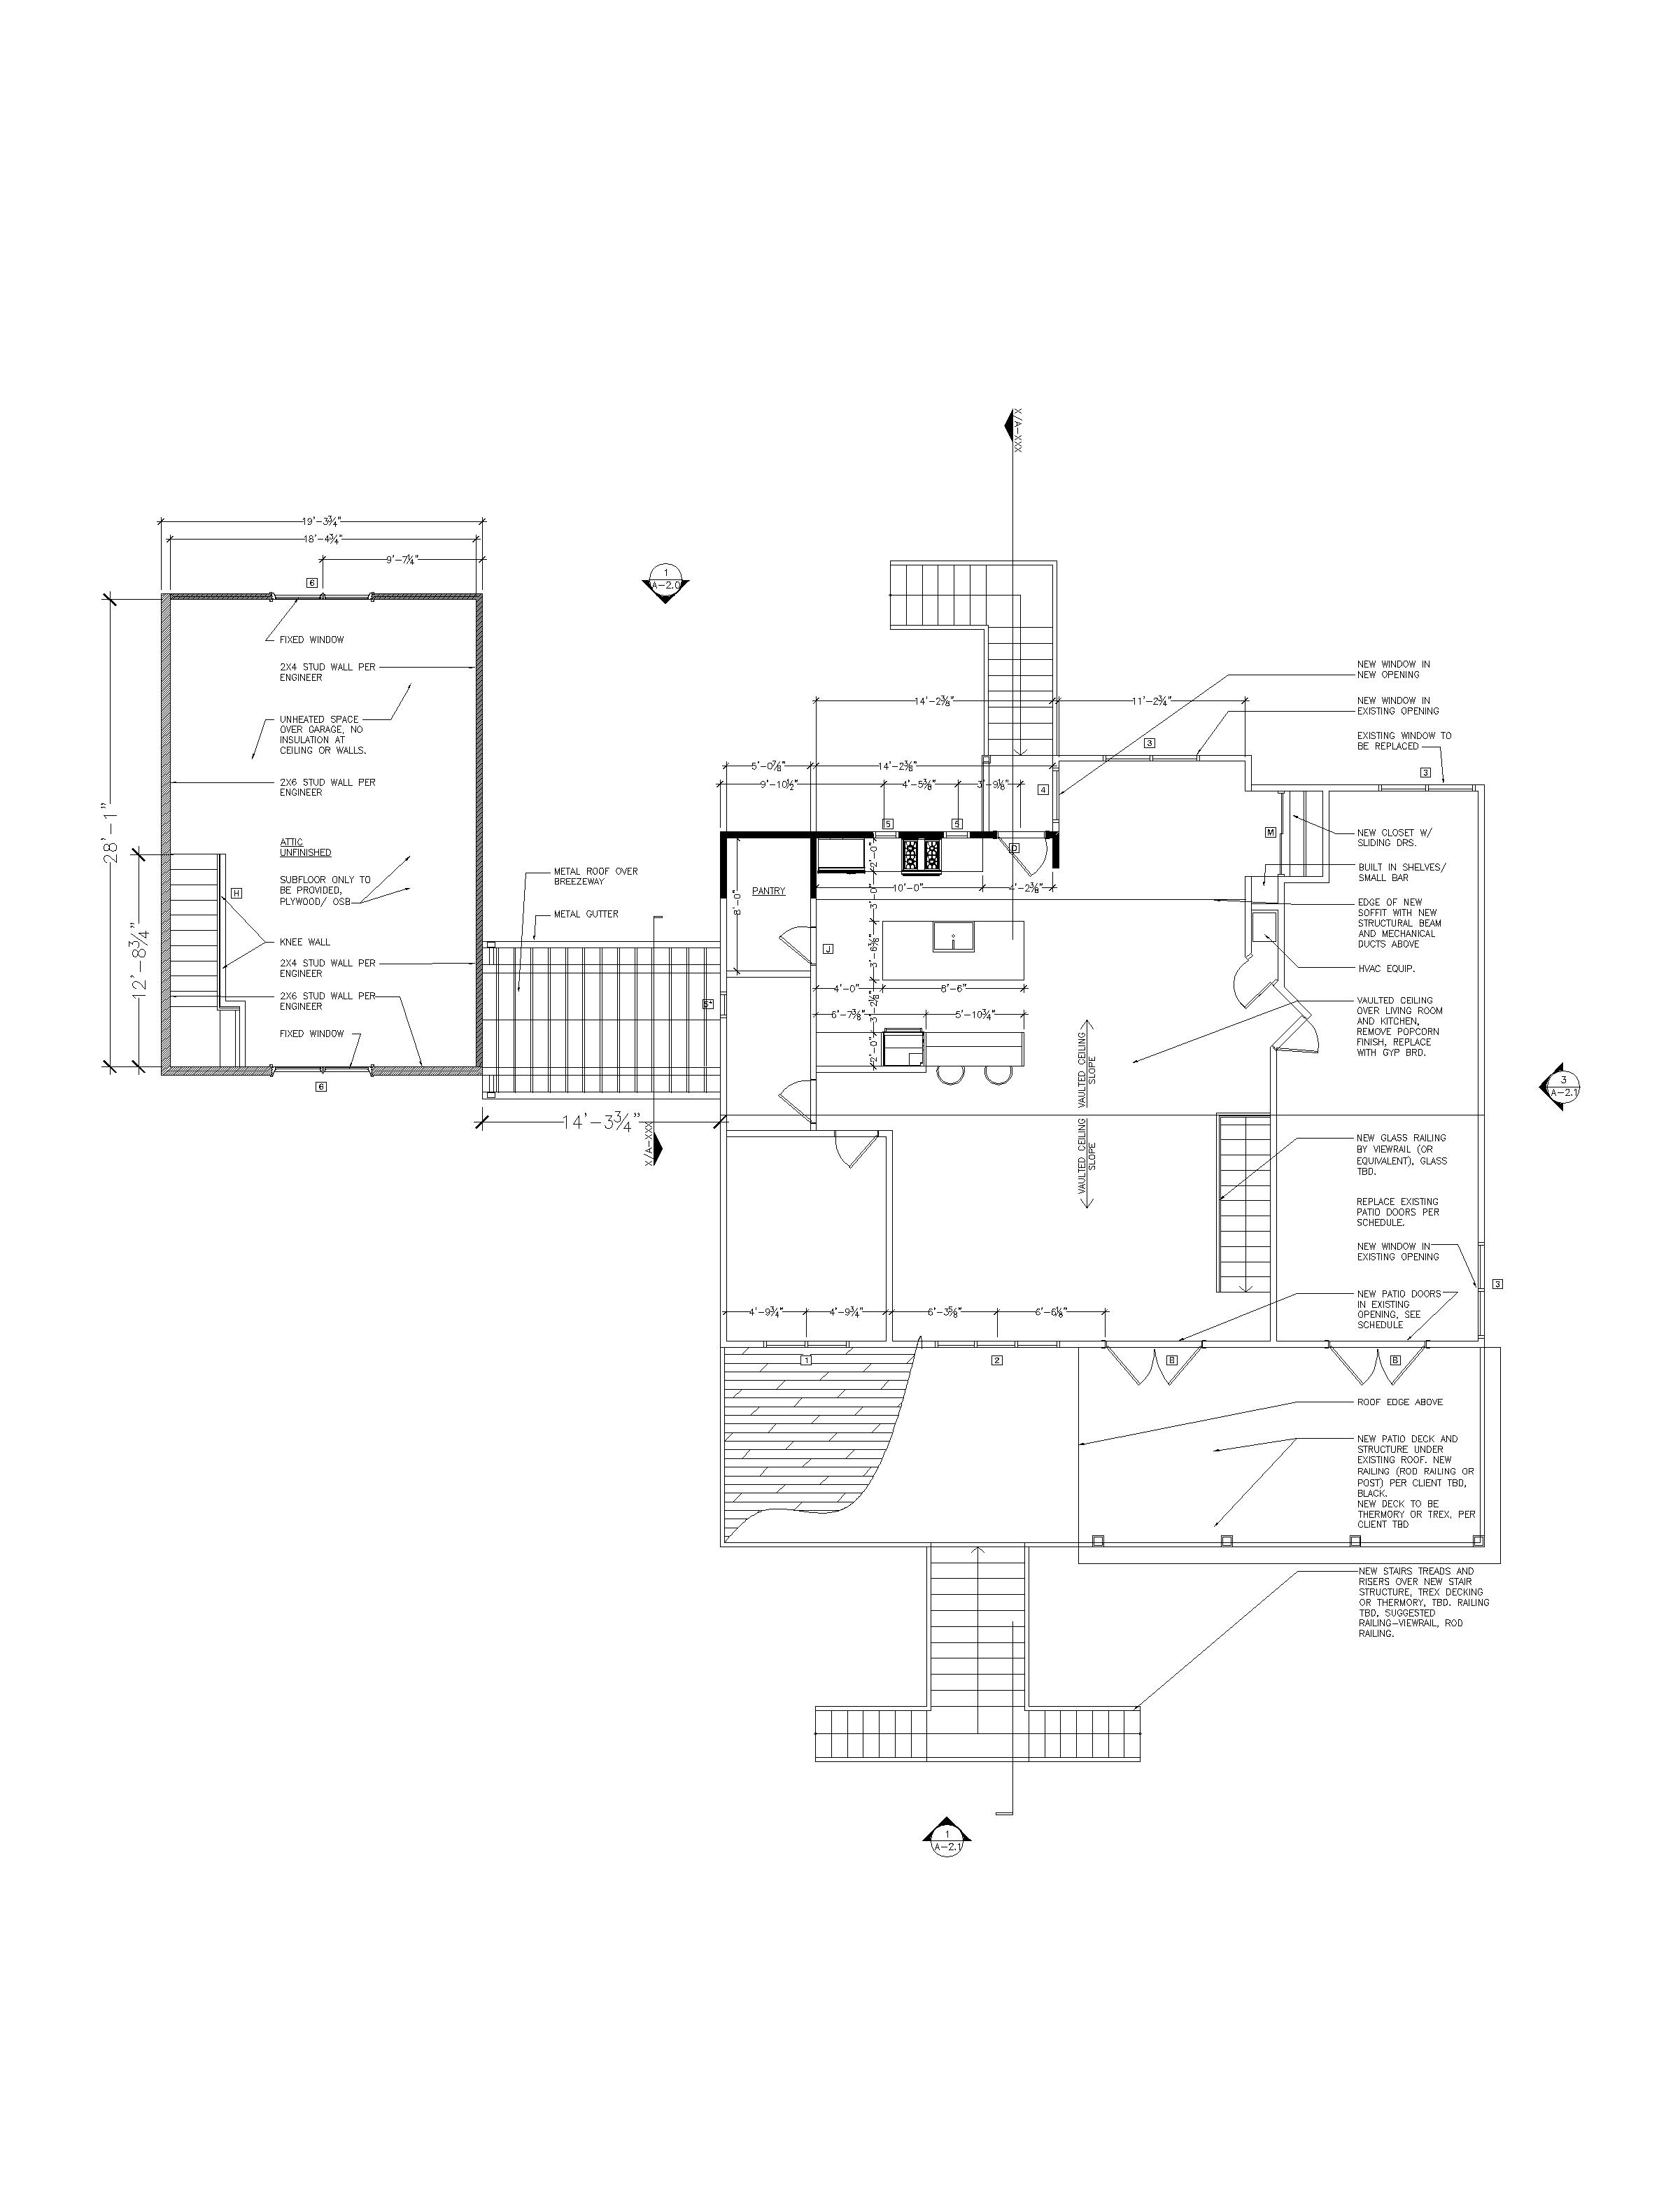 X/A-XXX
19'-3¾"
18'-4¾"
9'-7¼"
6
1
A-2.0
FIXED WINDOW
2X4 STUD WALL PER
ENGINEER
UNHEATED SPACE
OVER GARAGE, NO
INSULATION AT
CEILING OR WALLS.
2X6 STUD WALL PER
ENGINEER
28'-1"
ATTIC
UNFINISHED
SUBFLOOR ONLY TO
BE PROVIDED,
PLYWOOD/ OSB
H
12'-8¾"
KNEE WALL
2X4 STUD WALL PER
ENGINEER
2X6 STUD WALL PER
ENGINEER
FIXED WINDOW
6
METAL ROOF OVER
BREEZEWAY
METAL GUTTER
14'-3¾"
X/A-XXX
14'-2⅜"
11'-2¾"
5'-0⅞"
14'-2⅜"
9'-10½"
4'-5⅝"
3'-9⅛"
3
4
5
5
D
M
3
PANTRY
8'-0"
2'-0"
10'-0"
4'-2⅜"
3'-0"
J
3'-6⅜"
4'-0"
8'-6"
3'-2⅛"
6'-7⅜"
5'-10¾"
2'-0"
VAULTED CEILING
SLOPE
VAULTED CEILING
SLOPE
4'-9¾"
4'-9¾"
6'-3⅝"
6'-6⅛"
1
2
B
B
3
NEW WINDOW IN
NEW OPENING
NEW WINDOW IN
EXISTING OPENING
EXISTING WINDOW TO
BE REPLACED
NEW CLOSET W/
SLIDING DRS.
BUILT IN SHELVES/
SMALL BAR
EDGE OF NEW
SOFFIT WITH NEW
STRUCTURAL BEAM
AND MECHANICAL
DUCTS ABOVE
HVAC EQUIP.
VAULTED CEILING
OVER LIVING ROOM
AND KITCHEN,
REMOVE POPCORN
FINISH, REPLACE
WITH GYP BRD.
3
A-2.1
NEW GLASS RAILING
BY VIEWRAIL (OR
EQUIVALENT), GLASS
TBD.
REPLACE EXISTING
PATIO DOORS PER
SCHEDULE.
NEW WINDOW IN
EXISTING OPENING
NEW PATIO DOORS
IN EXISTING
OPENING, SEE
SCHEDULE
ROOF EDGE ABOVE
NEW PATIO DECK AND
STRUCTURE UNDER
EXISTING ROOF. NEW
RAILING (ROD RAILING OR
POST) PER CLIENT TBD,
BLACK.
NEW DECK TO BE
THERMORY OR TREX, PER
CLIENT TBD
NEW STAIRS TREADS AND
RISERS OVER NEW STAIR
STRUCTURE, TREX DECKING
OR THERMORY, TBD. RAILING
TBD, SUGGESTED
RAILING-VIEWRAIL, ROD
RAILING.
1
A-2.1